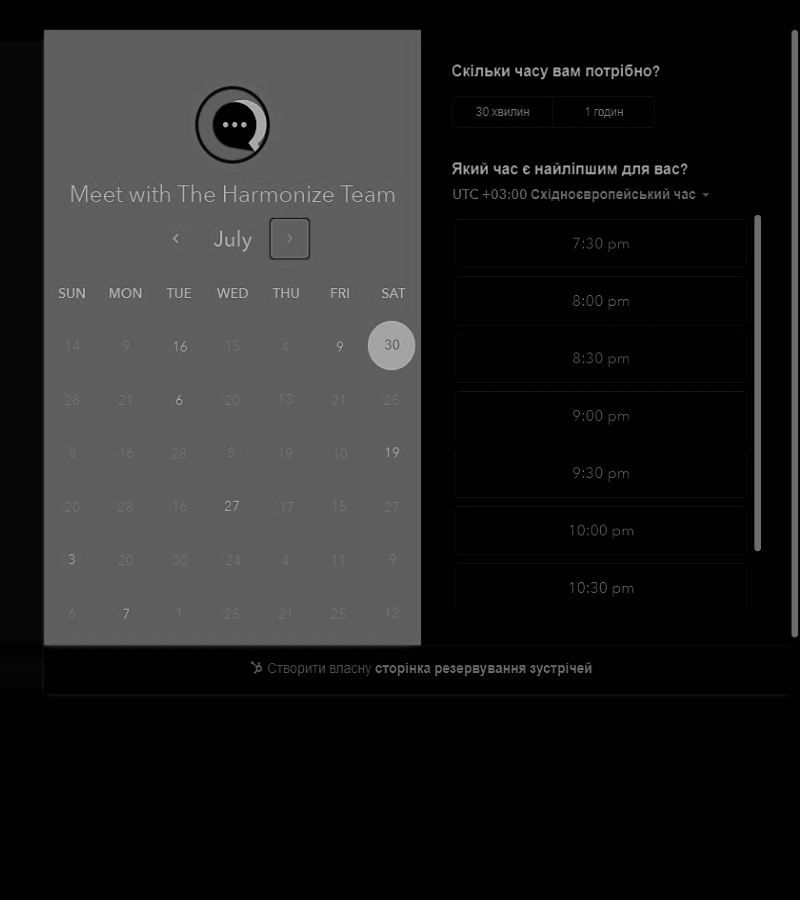 Meet with The Harmonize Team
July
SUN MON TUE WED THU FRI SAT
14 9 16 15 4 9 30
28 21 6 20 13 21 25
8 16 28 5 19 10 19
20 28 16 27 17 15 27
3 20 30 24 4 11 9
6 7 1 25 21 25 12
Скільки часу вам потрібно?
30 хвилин 1 годин
Який час є найліпшим для вас?
UTC +03:00 Східноєвропейський час
7:30 pm
8:00 pm
8:30 pm
9:00 pm
9:30 pm
10:00 pm
10:30 pm
Створити власну сторінка резервування зустрічей